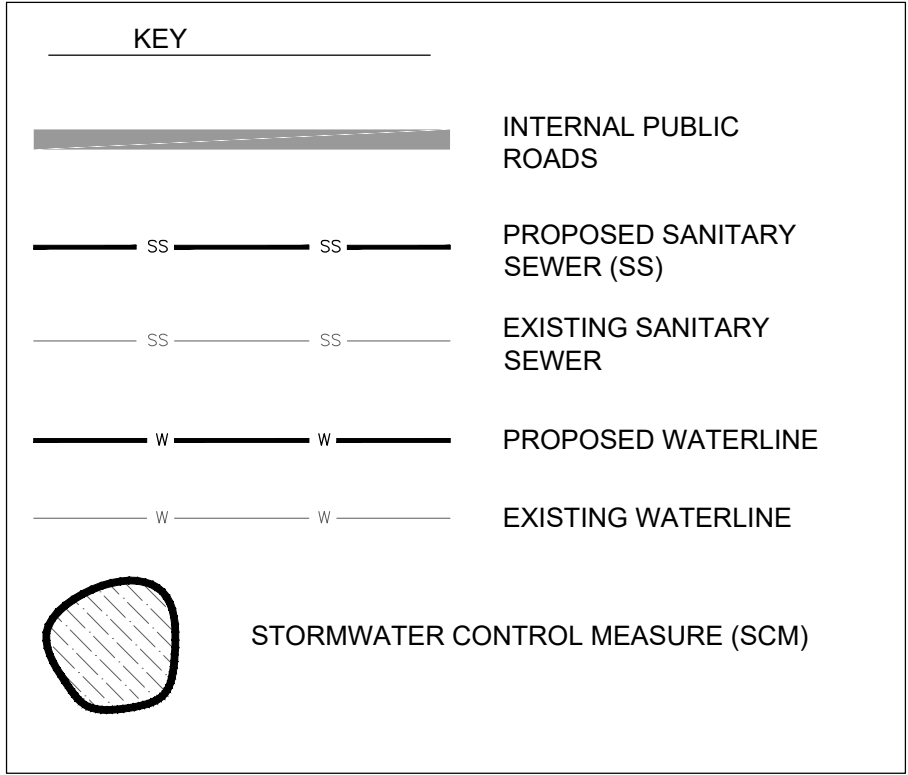 KEY
INTERNAL PUBLIC
ROADS
SS SS
PROPOSED SANITARY
SEWER (SS)
SS SS
EXISTING SANITARY
SEWER
W W
PROPOSED WATERLINE
W W
EXISTING WATERLINE
STORMWATER CONTROL MEASURE (SCM)